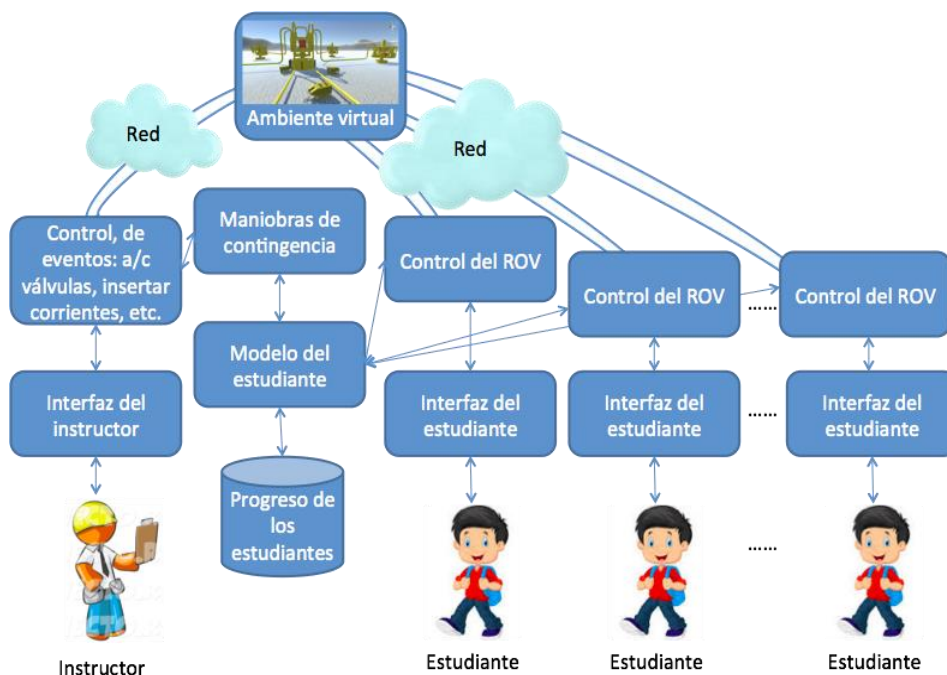 Ambiente virtual
Red
Red
Control, de
eventos: a/c
válvulas, insertar
corrientes, etc.
Maniobras de
contingencia
Control del ROV
Control del ROV
......
Control del ROV
Modelo del
estudiante
Interfaz del
instructor
Interfaz del
estudiante
Interfaz del
estudiante
......
Interfaz del
estudiante
Progreso de
los
estudiantes
......
Instructor
Estudiante
Estudiante
Estudiante